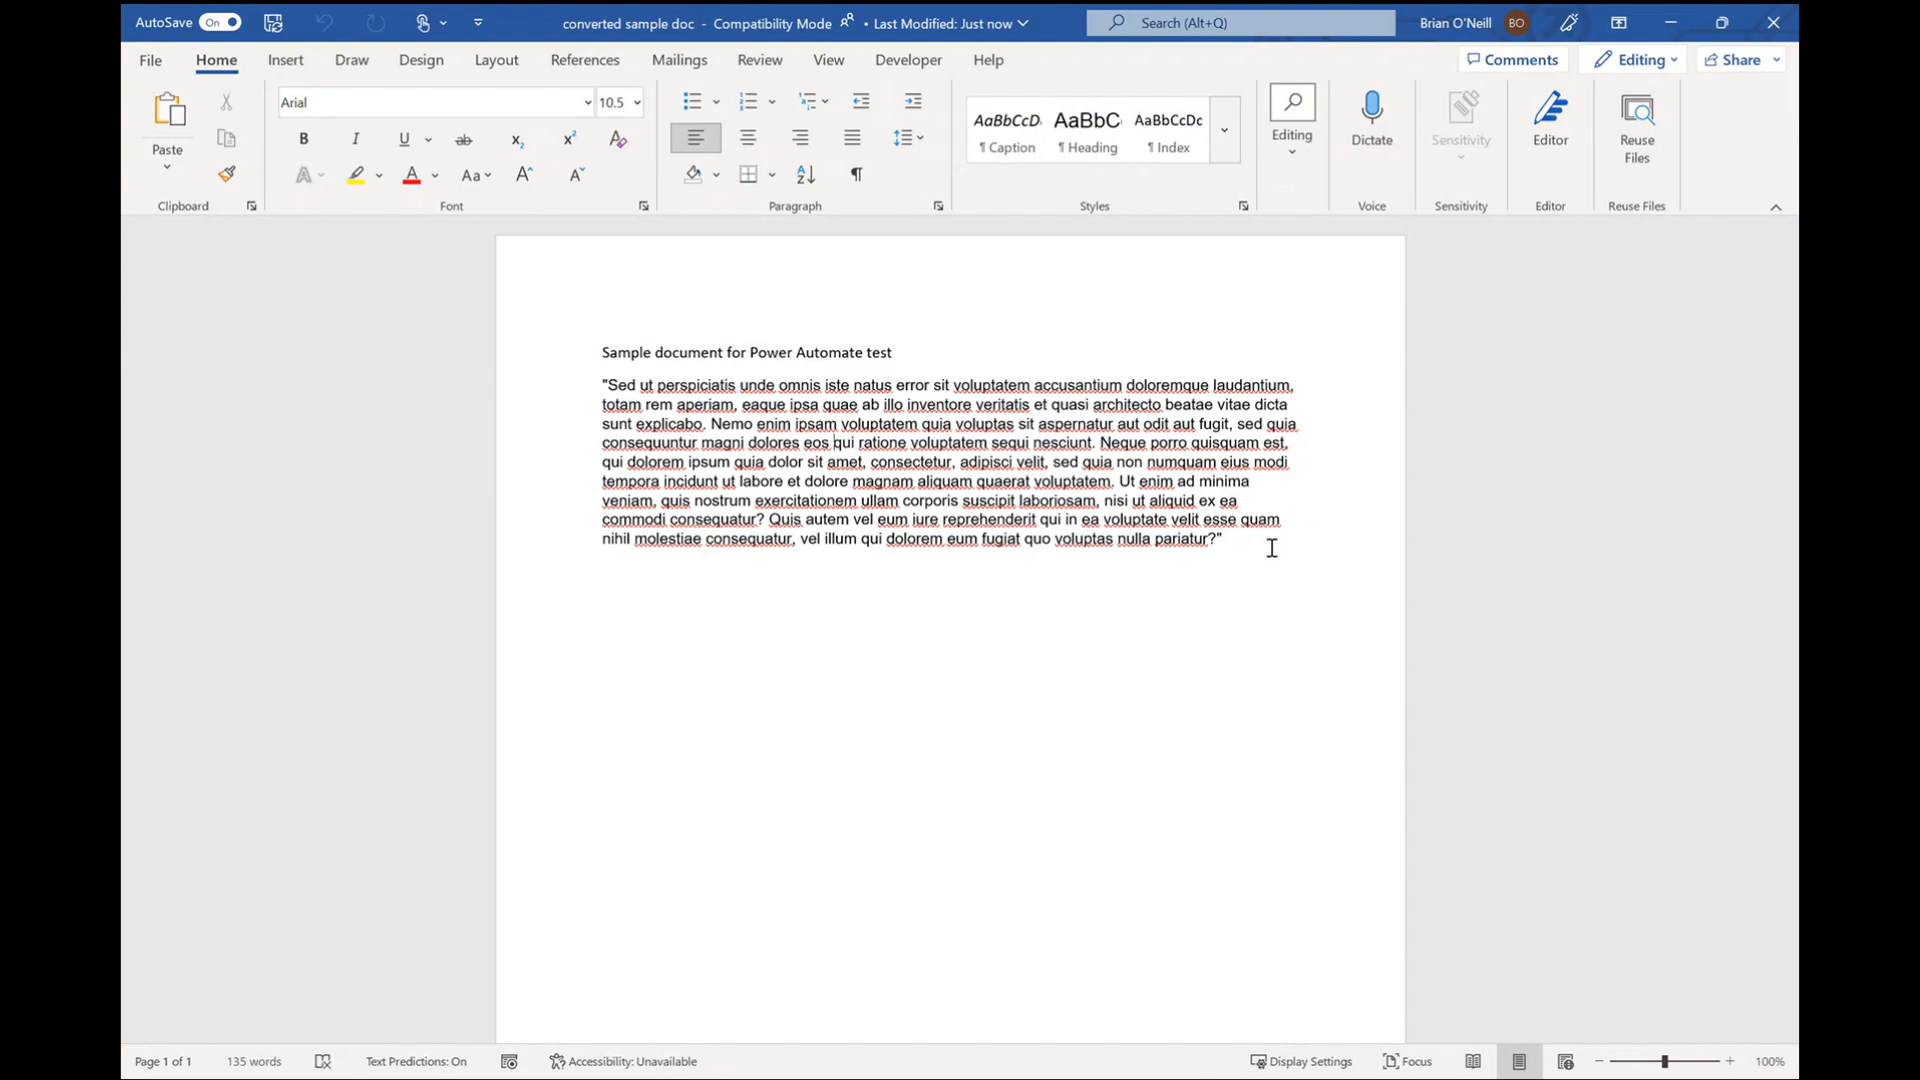 AutoSave On converted sample doc - Compatibility Mode • Last Modified: Just now Search (Alt+Q) Brian O'Neill BO
File Home Insert Draw Design Layout References Mailings Review View Developer Help Comments Editing Share
Arial 10.5
AaBbCcD AaBbC AaBbCcDc
¶ Caption ¶ Heading ¶ Index
Paste
B I U ab x₂ x²
Aa A A
Editing Dictate Sensitivity Editor Reuse Files
Clipboard Font Paragraph Styles Voice Sensitivity Editor Reuse Files
Sample document for Power Automate test
"Sed ut perspiciatis unde omnis iste natus error sit voluptatem accusantium doloremque laudantium,
totam rem aperiam, eaque ipsa quae ab illo inventore veritatis et quasi architecto beatae vitae dicta
sunt explicabo. Nemo enim ipsam voluptatem quia voluptas sit aspernatur aut odit aut fugit, sed quia
consequuntur magni dolores eos qui ratione voluptatem sequi nesciunt. Neque porro quisquam est,
qui dolorem ipsum quia dolor sit amet, consectetur, adipisci velit, sed quia non numquam eius modi
tempora incidunt ut labore et dolore magnam aliquam quaerat voluptatem. Ut enim ad minima
veniam, quis nostrum exercitationem ullam corporis suscipit laboriosam, nisi ut aliquid ex ea
commodi consequatur? Quis autem vel eum iure reprehenderit qui in ea voluptate velit esse quam
nihil molestiae consequatur, vel illum qui dolorem eum fugiat quo voluptas nulla pariatur?"
Page 1 of 1 135 words Text Predictions: On Accessibility: Unavailable Display Settings Focus 100%